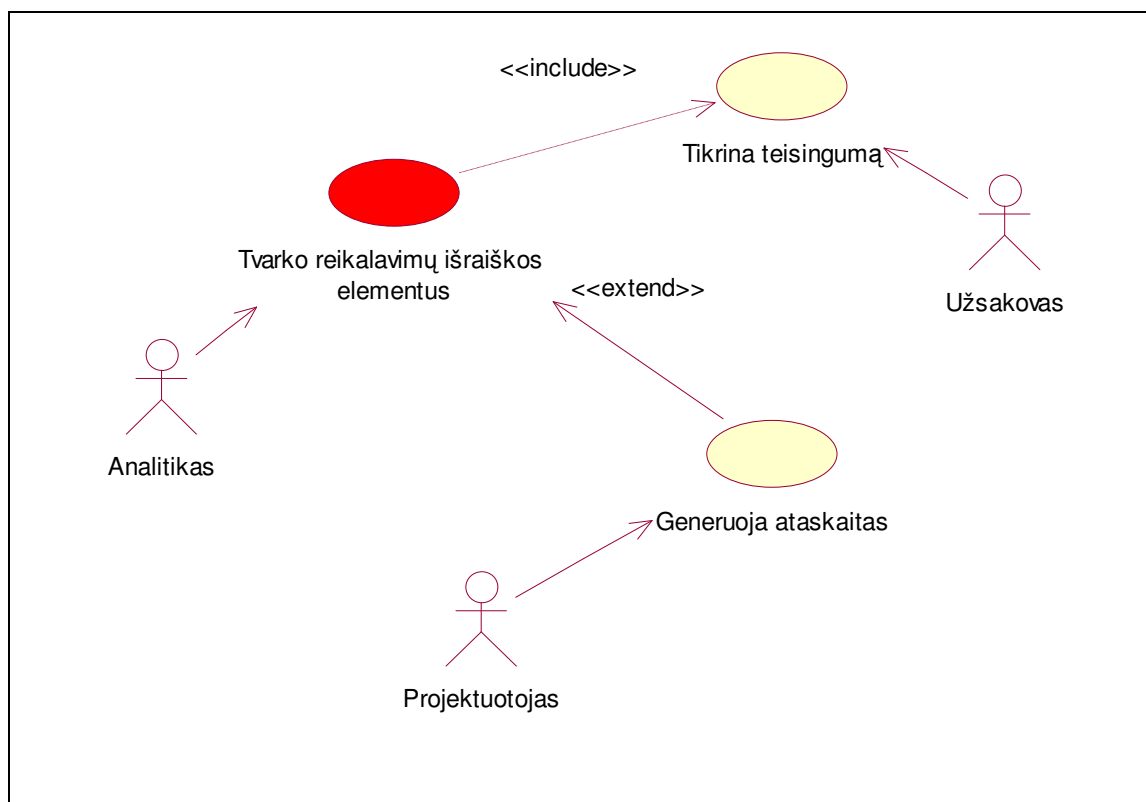 <<include>>
Tikrina teisingumą
Tvarko reikalavimų išraiškos
elementus
<<extend>>
Užsakovas
Analitikas
Generuoja ataskaitas
Projektuotojas